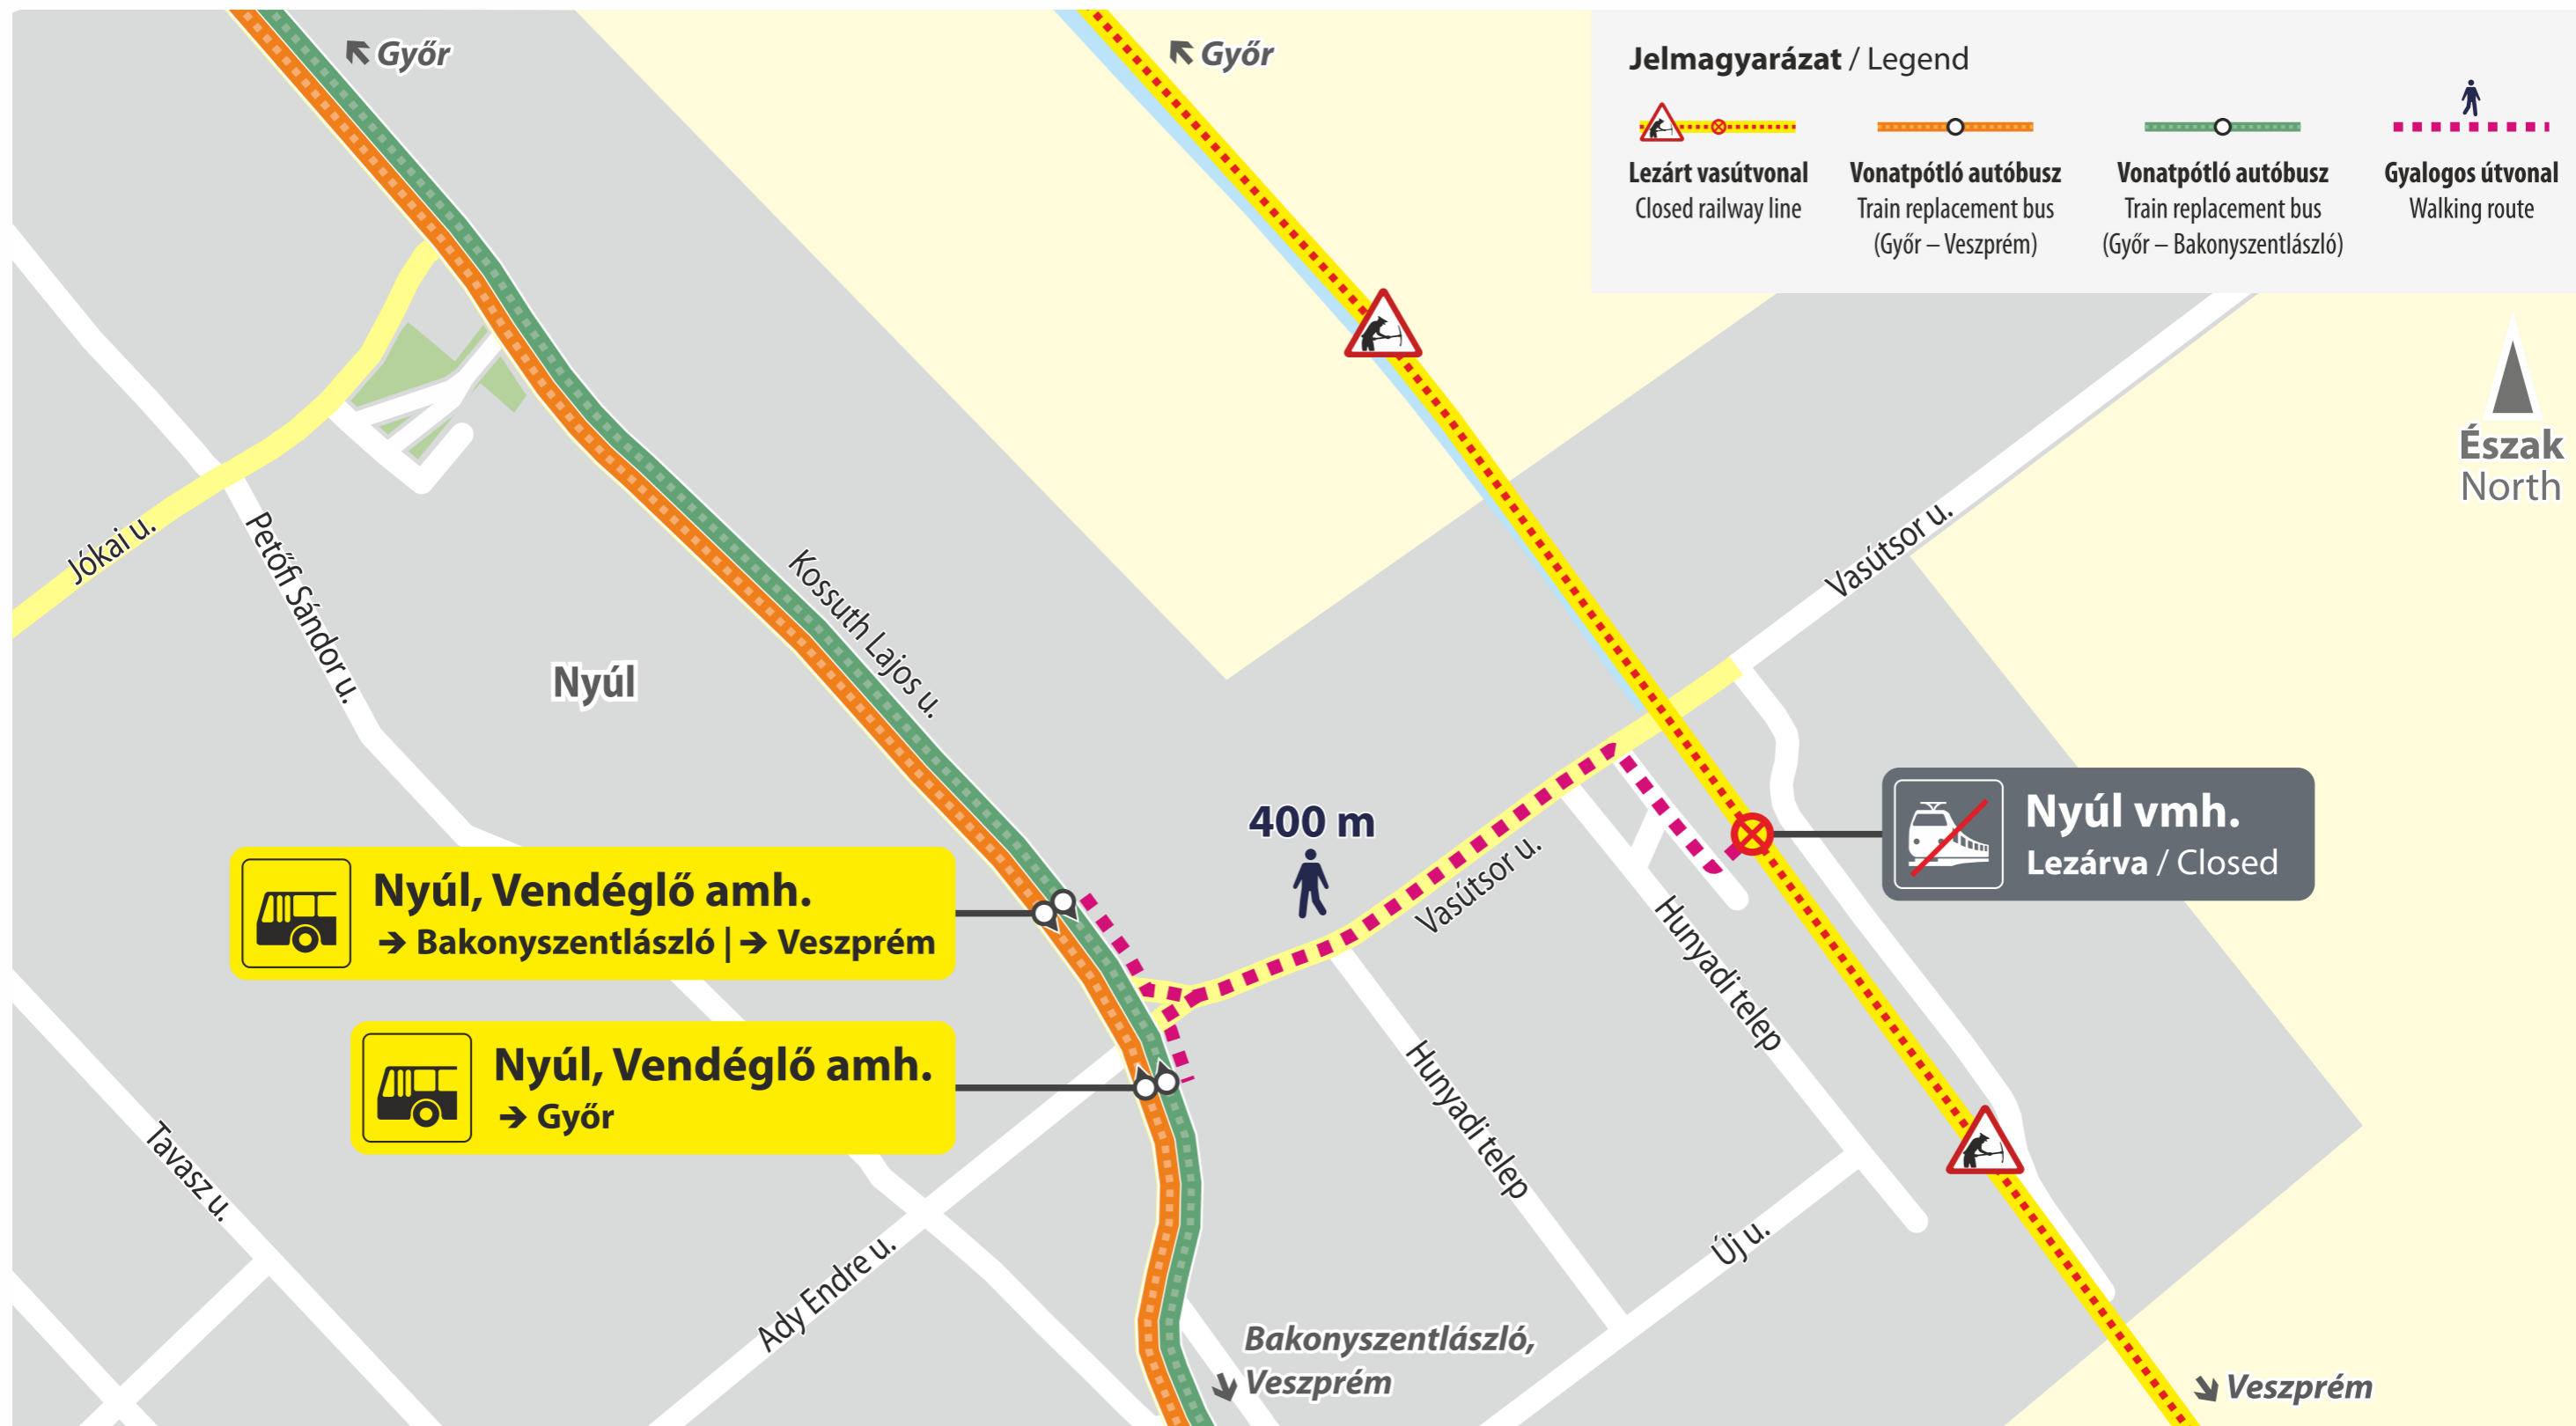 Győr
Győr
Jelmagyarázat / Legend
Lezárt vasútvonal
Closed railway line
Vonatpótló autóbusz
Train replacement bus
(Győr – Veszprém)
Vonatpótló autóbusz
Train replacement bus
(Győr – Bakonyszentlászló)
Gyalogos útvonal
Walking route
Észak
North
Jókai u.
Petőfi Sándor u.
Kossuth Lajos u.
Vasútsor u.
Nyúl
400 m
Nyúl vmh.
Lezárva / Closed
Nyúl, Vendéglő amh.
➔ Bakonyszentlászló | ➔ Veszprém
Vasútsor u.
Hunyadi telep
Nyúl, Vendéglő amh.
➔ Győr
Hunyadi telep
Tavasz u.
Ady Endre u.
Új u.
Bakonyszentlászló,
Veszprém
Veszprém